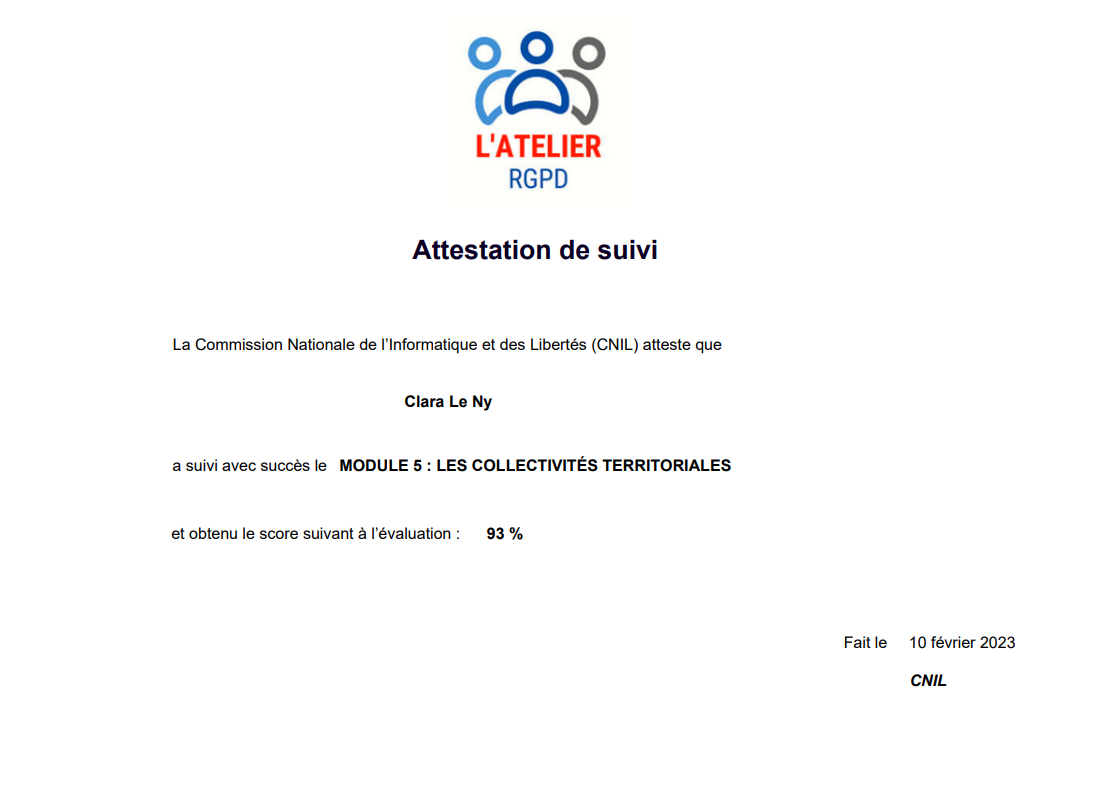 L'ATELIER
RGPD
Attestation de suivi
La Commission Nationale de l’Informatique et des Libertés (CNIL) atteste que
Clara Le Ny
a suivi avec succès le MODULE 5 : LES COLLECTIVITÉS TERRITORIALES
et obtenu le score suivant à l’évaluation : 93 %
Fait le 10 février 2023
CNIL